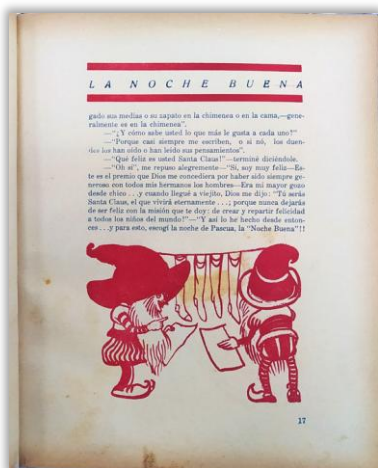 LA NOCHE BUENA
gado sus medias o su zapato en la chimenea o en la cama,—gene-
ralmente es en la chimenea".
—"¿Y cómo sabe usted lo que más le gusta a cada uno?"
—"Porque casi siempre me escriben, o si nó, los duen-
des los han oído o han leído sus pensamientos".
—"Qué feliz es usted Santa Claus!"—terminé diciéndole.
—"Oh sí", me repuso alegremente—"Sí, soy muy feliz—Es-
te es el premio que Dios me concediera por haber sido siempre ge-
neroso con todos mis hermanos los hombres—Era mi mayor gozo
desde chico ...y cuando llegué a viejito, Dios me dijo: "Tú serás
Santa Claus, el que vivirá eternamente ...; porque nunca dejarás
de ser feliz con la misión que te doy: de crear y repartir felicidad
a todos los niños del mundo!"—"Y así lo he hecho desde enton-
ces ...y para esto, escogí la noche de Pascua, la "Noche Buena"!!
17